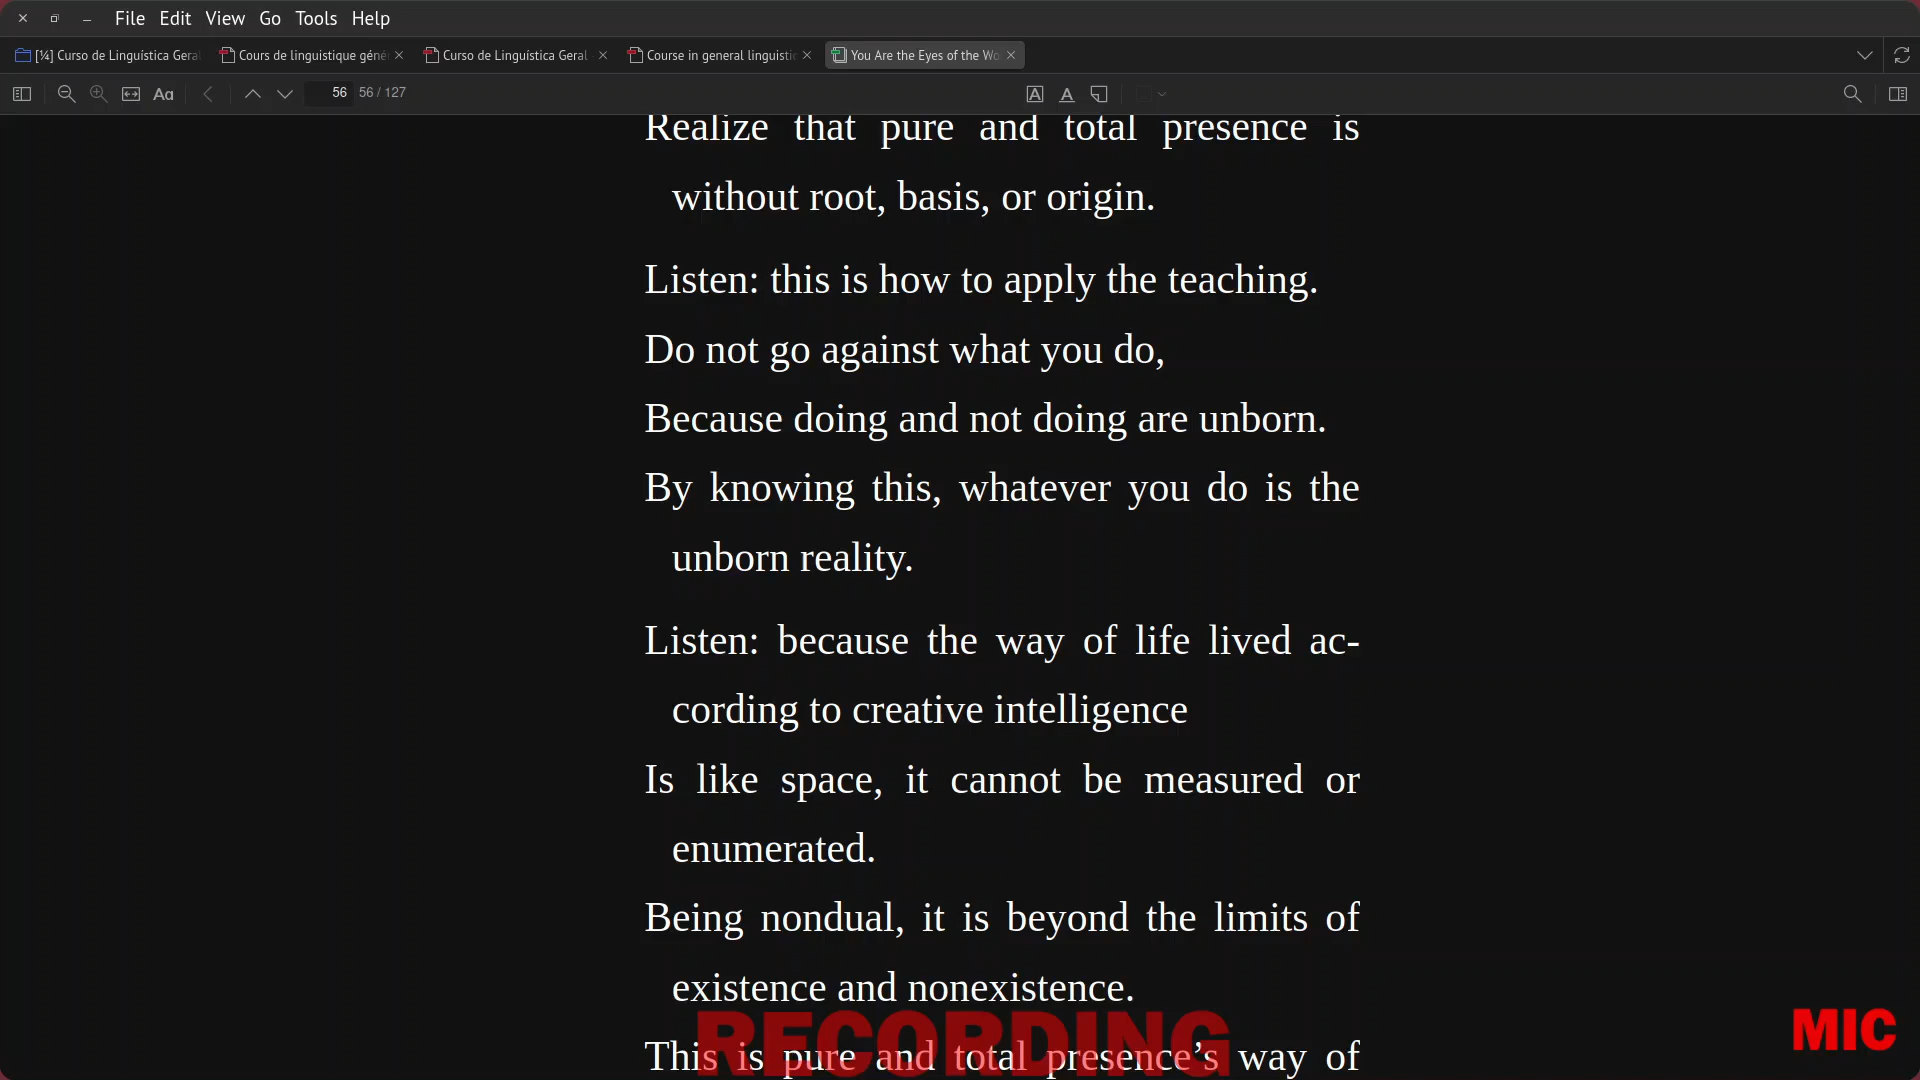 File Edit View Go Tools Help
[¼] Curso de Linguística Geral
Cours de linguistique géné
Curso de Linguística Geral
Course in general linguistic
You Are the Eyes of the Wo
Aa
56
56 / 127
A
A
Realize that pure and total presence is
without root, basis, or origin.
Listen: this is how to apply the teaching.
Do not go against what you do,
Because doing and not doing are unborn.
By knowing this, whatever you do is the
unborn reality.
Listen: because the way of life lived ac-
cording to creative intelligence
Is like space, it cannot be measured or
enumerated.
Being nondual, it is beyond the limits of
existence and nonexistence.
This is pure and total presence’s way of
RECORDING
MIC